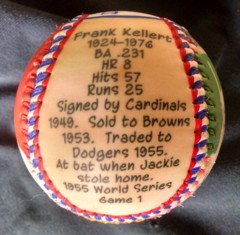 Frank Kellert
1924-1976
BA .231
HR 8
Hits 57
Runs 25
Signed by Cardinals
1949. Sold to Browns
1953. Traded to
Dodgers 1955.
At bat when Jackie
stole home.
1955 World Series
Game 1